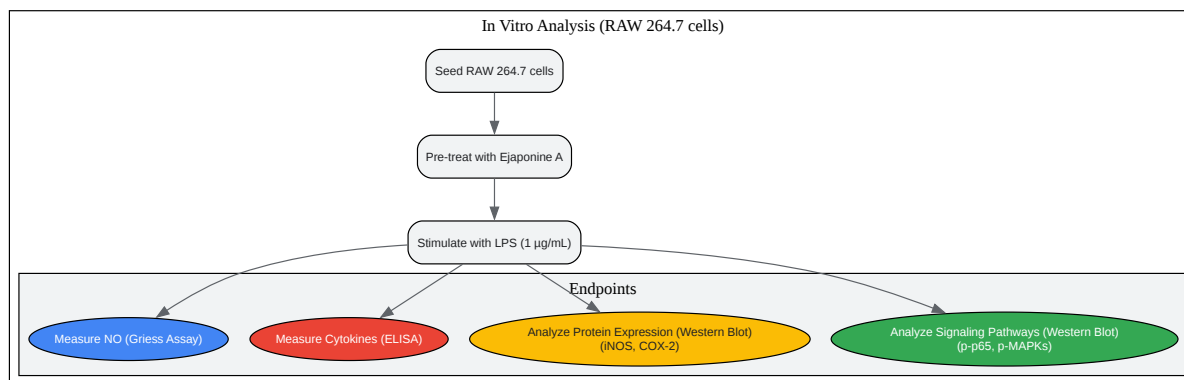 In Vitro Analysis (RAW 264.7 cells)
Seed RAW 264.7 cells
Pre-treat with Ejaponine A
Stimulate with LPS (1 µg/mL)
Endpoints
Measure NO (Griess Assay)
Measure Cytokines (ELISA)
Analyze Protein Expression (Western Blot)
(iNOS, COX-2)
Analyze Signaling Pathways (Western Blot)
(p-p65, p-MAPKs)